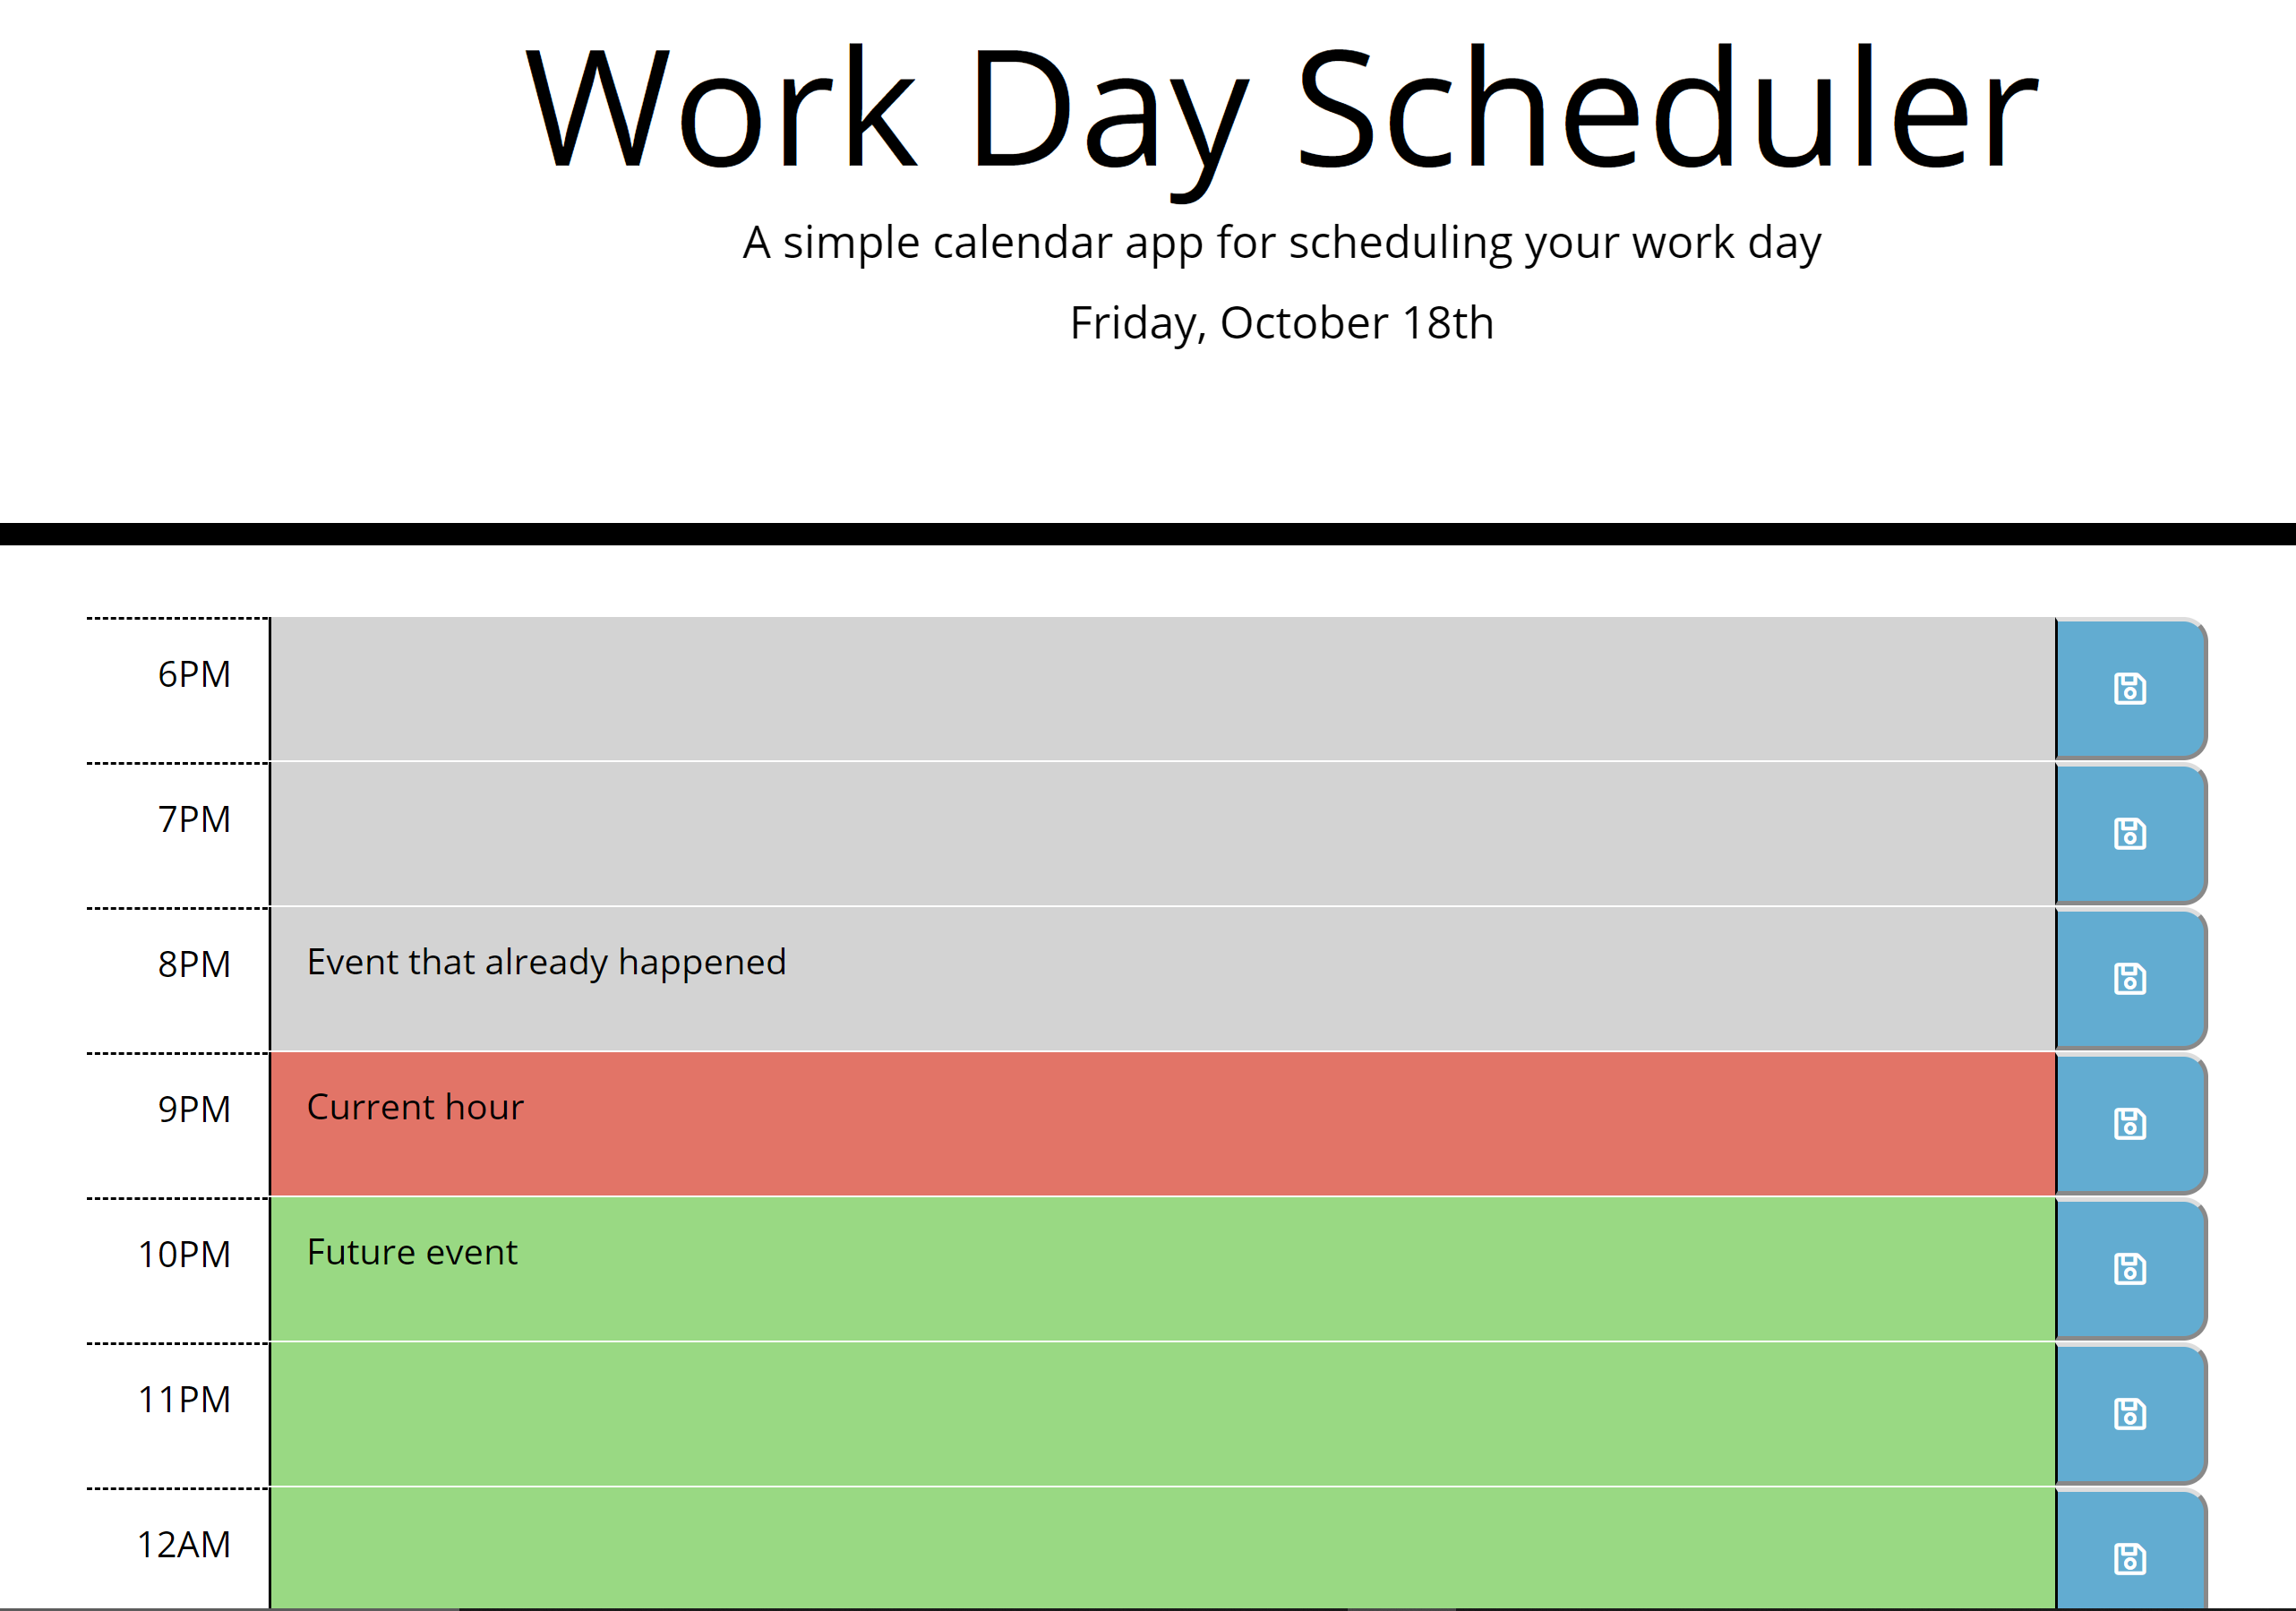 Work Day Scheduler
A simple calendar app for scheduling your work day
Friday, October 18th
6PM
7PM
8PM Event that already happened
9PM Current hour
10PM Future event
11PM
12AM